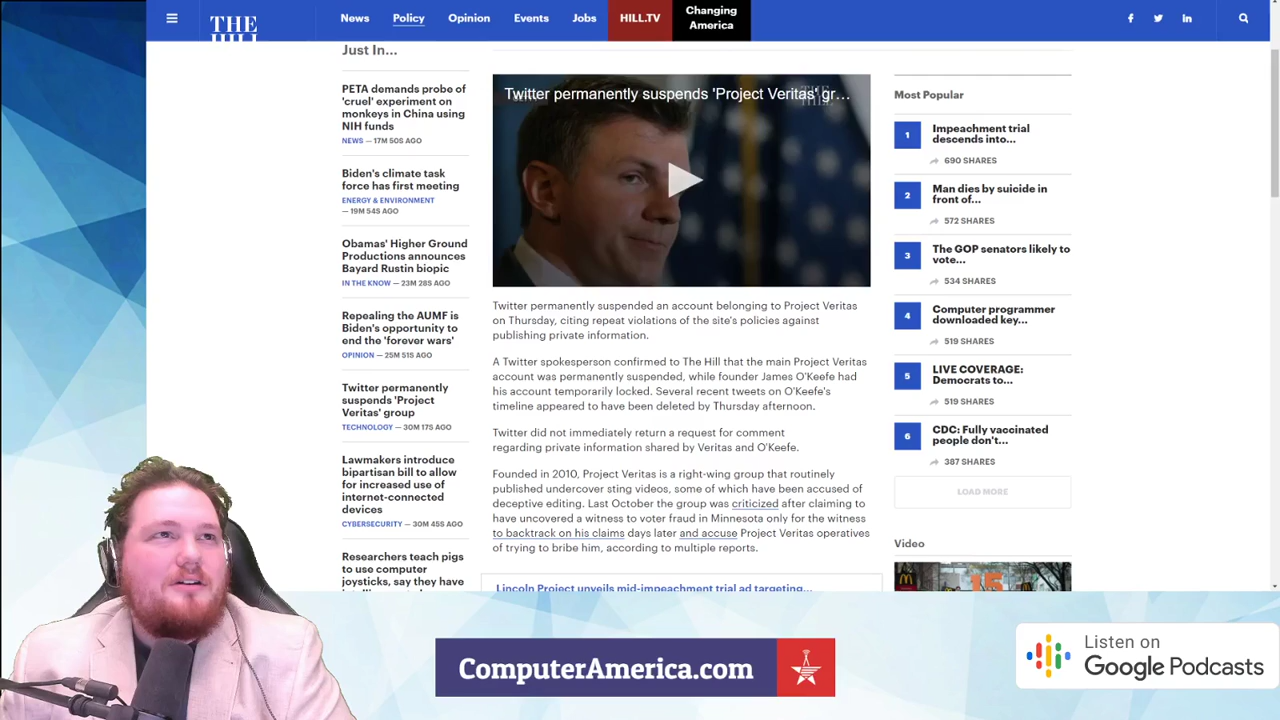 THE
HILL
News
Policy
Opinion
Events
Jobs
HILL.TV
Changing
America
Just In...
PETA demands probe of
'cruel' experiment on
monkeys in China using
NIH funds
NEWS — 17M 50S AGO
Biden's climate task
force has first meeting
ENERGY & ENVIRONMENT
— 19M 54S AGO
Obamas' Higher Ground
Productions announces
Bayard Rustin biopic
IN THE KNOW — 23M 28S AGO
Repealing the AUMF is
Biden's opportunity to
end the 'forever wars'
OPINION — 25M 51S AGO
Twitter permanently
suspends 'Project
Veritas' group
TECHNOLOGY — 30M 17S AGO
Lawmakers introduce
bipartisan bill to allow
for increased use of
internet-connected
devices
CYBERSECURITY — 30M 45S AGO
Researchers teach pigs
to use computer
joysticks, say they have
Twitter permanently suspends 'Project Veritas' gr...
Twitter permanently suspended an account belonging to Project Veritas
on Thursday, citing repeat violations of the site's policies against
publishing private information.
A Twitter spokesperson confirmed to The Hill that the main Project Veritas
account was permanently suspended, while founder James O'Keefe had
his account temporarily locked. Several recent tweets on O'Keefe's
timeline appeared to have been deleted by Thursday afternoon.
Twitter did not immediately return a request for comment
regarding private information shared by Veritas and O'Keefe.
Founded in 2010, Project Veritas is a right-wing group that routinely
published undercover sting videos, some of which have been accused of
deceptive editing. Last October the group was criticized after claiming to
have uncovered a witness to voter fraud in Minnesota only for the witness
to backtrack on his claims days later and accuse Project Veritas operatives
of trying to bribe him, according to multiple reports.
Lincoln Project unveils mid-impeachment trial ad targeting...
Most Popular
1
Impeachment trial
descends into...
690 SHARES
2
Man dies by suicide in
front of...
572 SHARES
3
The GOP senators likely to
vote...
534 SHARES
4
Computer programmer
downloaded key...
519 SHARES
5
LIVE COVERAGE:
Democrats to...
519 SHARES
6
CDC: Fully vaccinated
people don't...
387 SHARES
LOAD MORE
Video
15
ComputerAmerica.com
Listen on
Google Podcasts